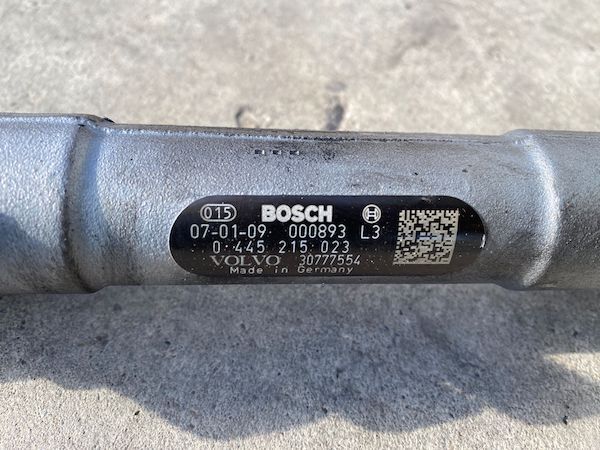 015 BOSCH
07-01-09 000893 L3
0 445 215 023
VOLVO 30777554
Made in Germany